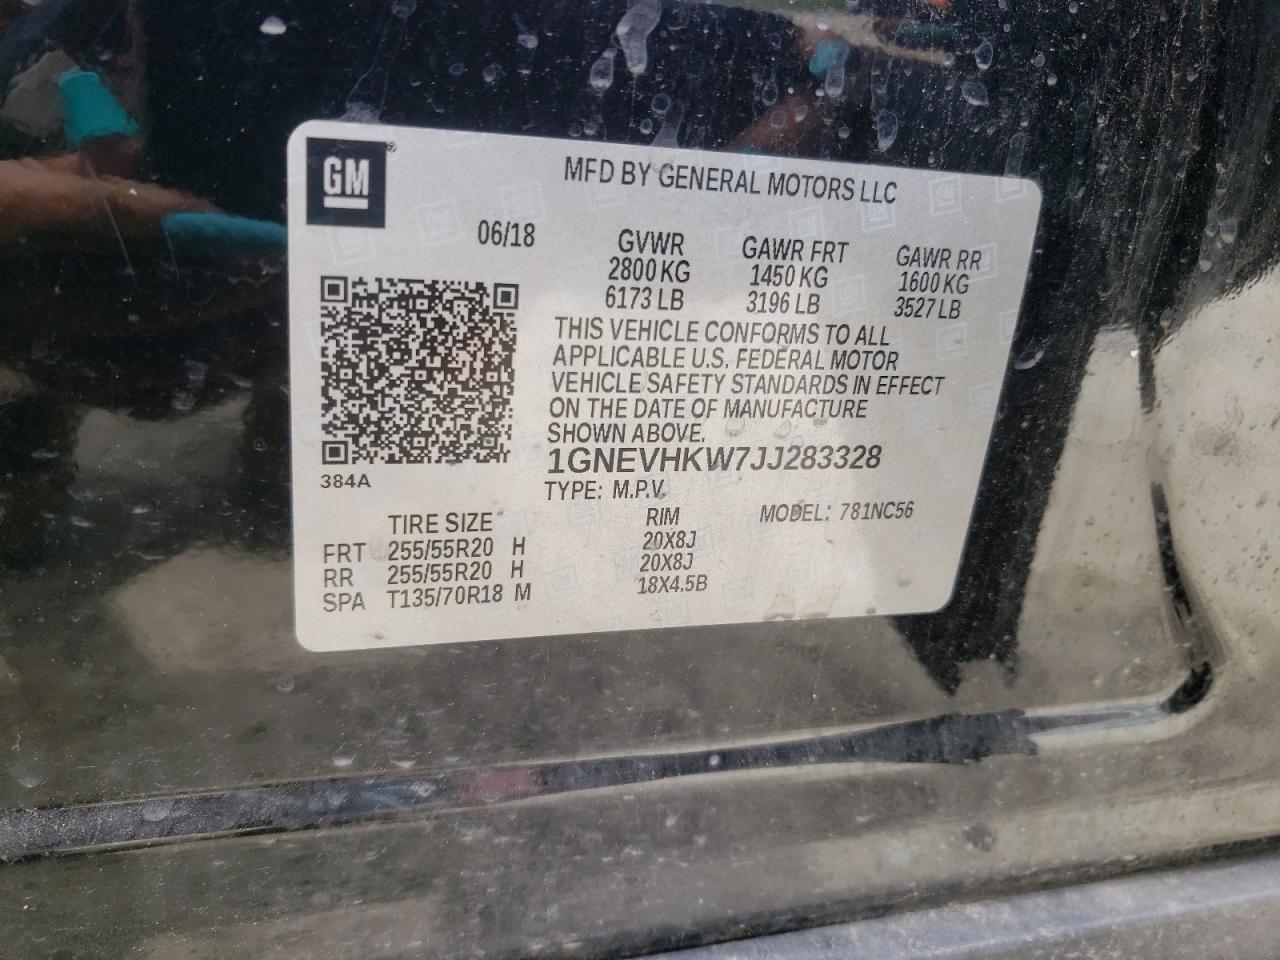 GM
MFD BY GENERAL MOTORS LLC
06/18 GVWR GAWR FRT GAWR RR
2800 KG 1450 KG 1600 KG
6173 LB 3196 LB 3527 LB
THIS VEHICLE CONFORMS TO ALL
APPLICABLE U.S. FEDERAL MOTOR
VEHICLE SAFETY STANDARDS IN EFFECT
ON THE DATE OF MANUFACTURE
SHOWN ABOVE.
1GNEVHKW7JJ283328
384A
TYPE: M.P.V. MODEL: 781NC56
TIRE SIZE RIM
FRT 255/55R20 H 20X8J
RR 255/55R20 H 20X8J
SPA T135/70R18 M 18X4.5B